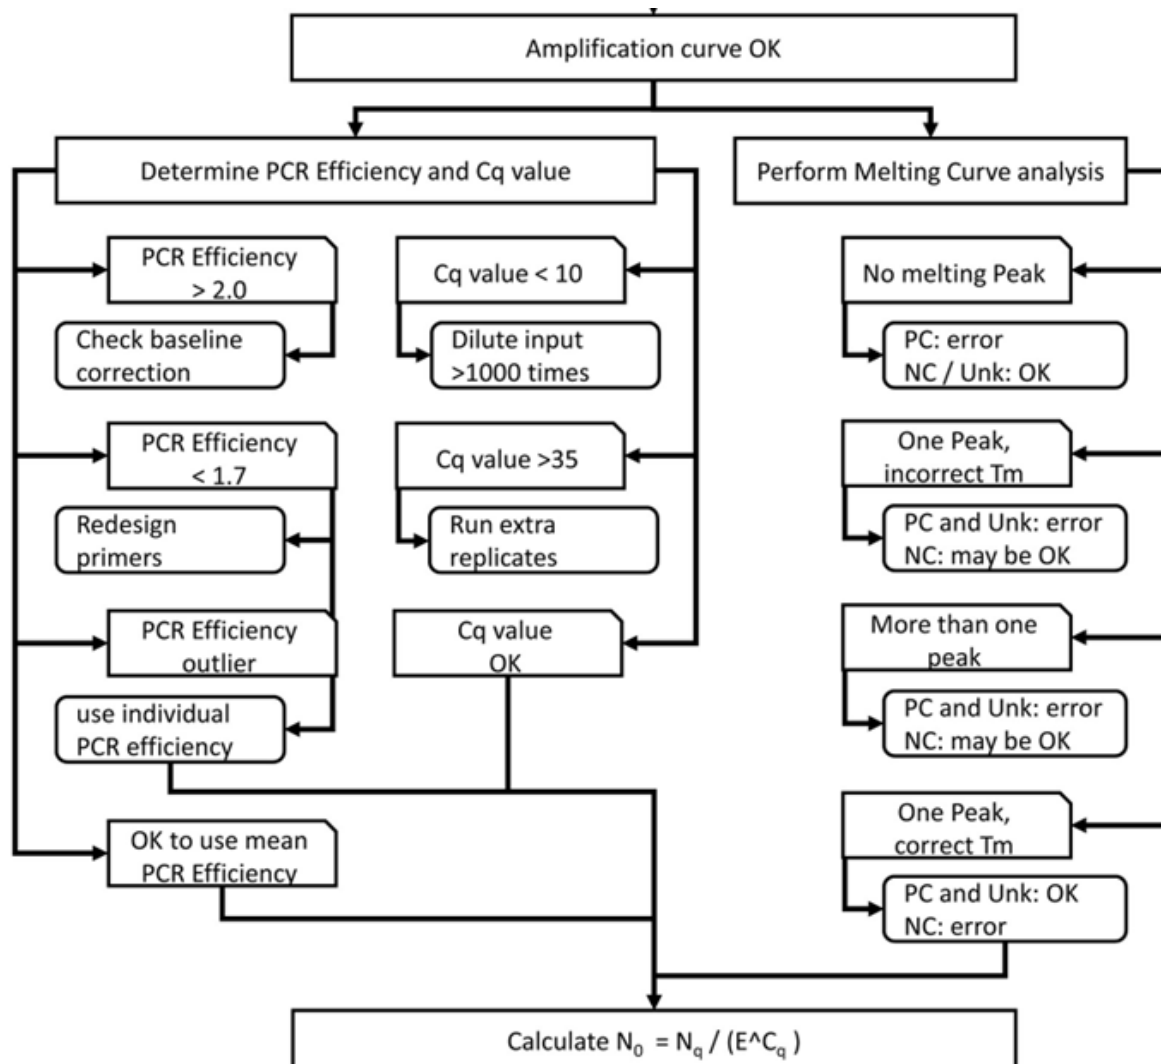 Amplification curve OK
Determine PCR Efficiency and Cq value
Perform Melting Curve analysis
PCR Efficiency
> 2.0
Check baseline
correction
PCR Efficiency
< 1.7
Redesign
primers
PCR Efficiency
outlier
use individual
PCR efficiency
OK to use mean
PCR Efficiency
Cq value < 10
Dilute input
>1000 times
Cq value >35
Run extra
replicates
Cq value
OK
No melting Peak
PC: error
NC / Unk: OK
One Peak,
incorrect Tm
PC and Unk: error
NC: may be OK
More than one
peak
PC and Unk: error
NC: may be OK
One Peak,
correct Tm
PC and Unk: OK
NC: error
Calculate N₀ = Nq / (E^Cq )